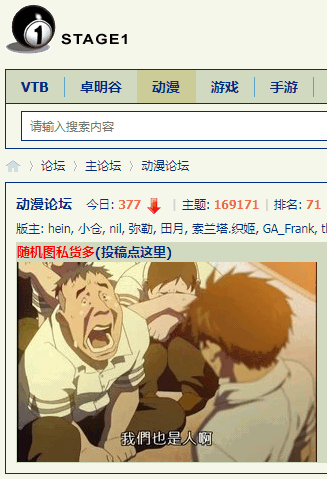 1 STAGE1
VTB 卓明谷 动漫 游戏 手游
请输入搜索内容
论坛 〉 主论坛 〉 动漫论坛
动漫论坛 今日: 377 | 主题: 169171 | 排名: 71
版主: hein, 小仓, nil, 弥勒, 田月, 索兰塔.织姬, GA_Frank, t
随机图私货多(投稿点这里)
我們也是人啊